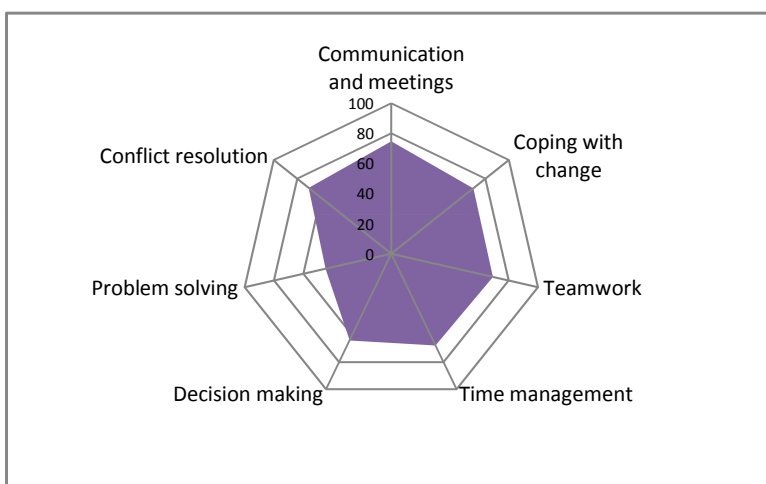 Communication
and meetings
100
80
60
40
20
0
Coping with
change
Conflict resolution
Problem solving
Teamwork
Decision making
Time management